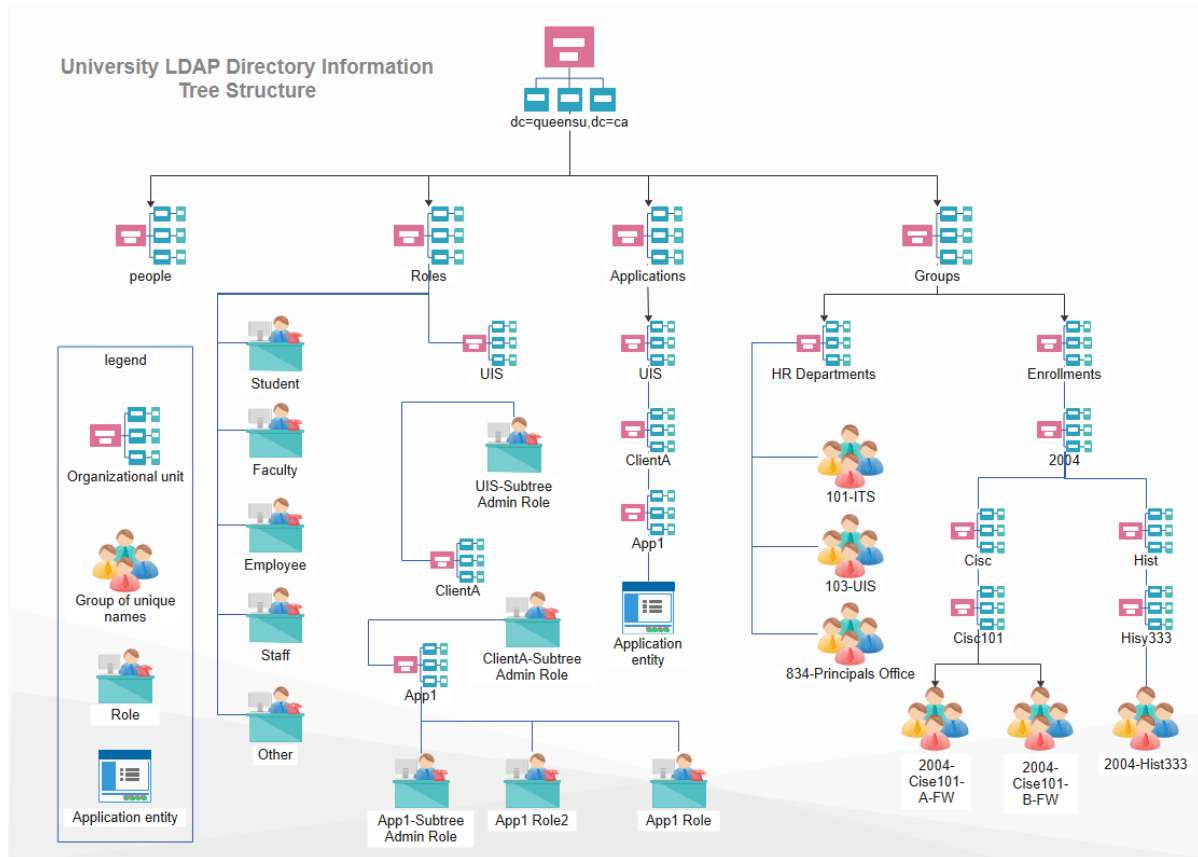 University LDAP Directory Information
Tree Structure
dc=queensu,dc=ca
people
Roles
Applications
Groups
legend
Organizational unit
Group of unique
names
Role
Application entity
Student
Faculty
Employee
Staff
Other
UIS
UIS-Subtree
Admin Role
ClientA
ClientA-Subtree
Admin Role
App1
App1-Subtree
Admin Role
App1 Role2
App1 Role
UIS
ClientA
App1
Application
entity
HR Departments
101-ITS
103-UIS
834-Principals Office
Enrollments
2004
Cisc
Cisc101
2004-
Cise101-
A-FW
2004-
Cise101-
B-FW
Hist
Hisy333
2004-Hist333